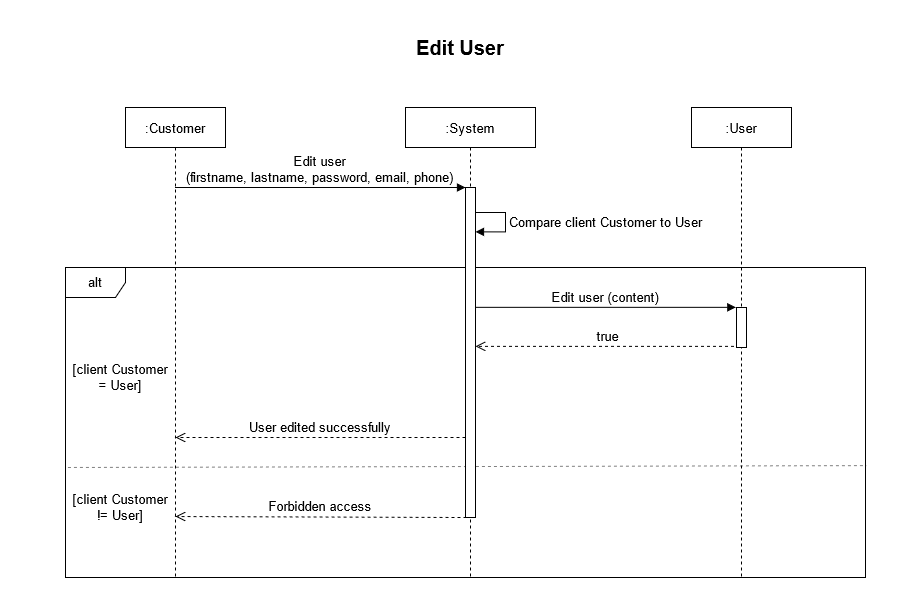 Edit User
:Customer
:System
:User
Edit user
(firstname, lastname, password, email, phone)
Compare client Customer to User
alt
Edit user (content)
true
[client Customer
= User]
User edited successfully
[client Customer
!= User]
Forbidden access